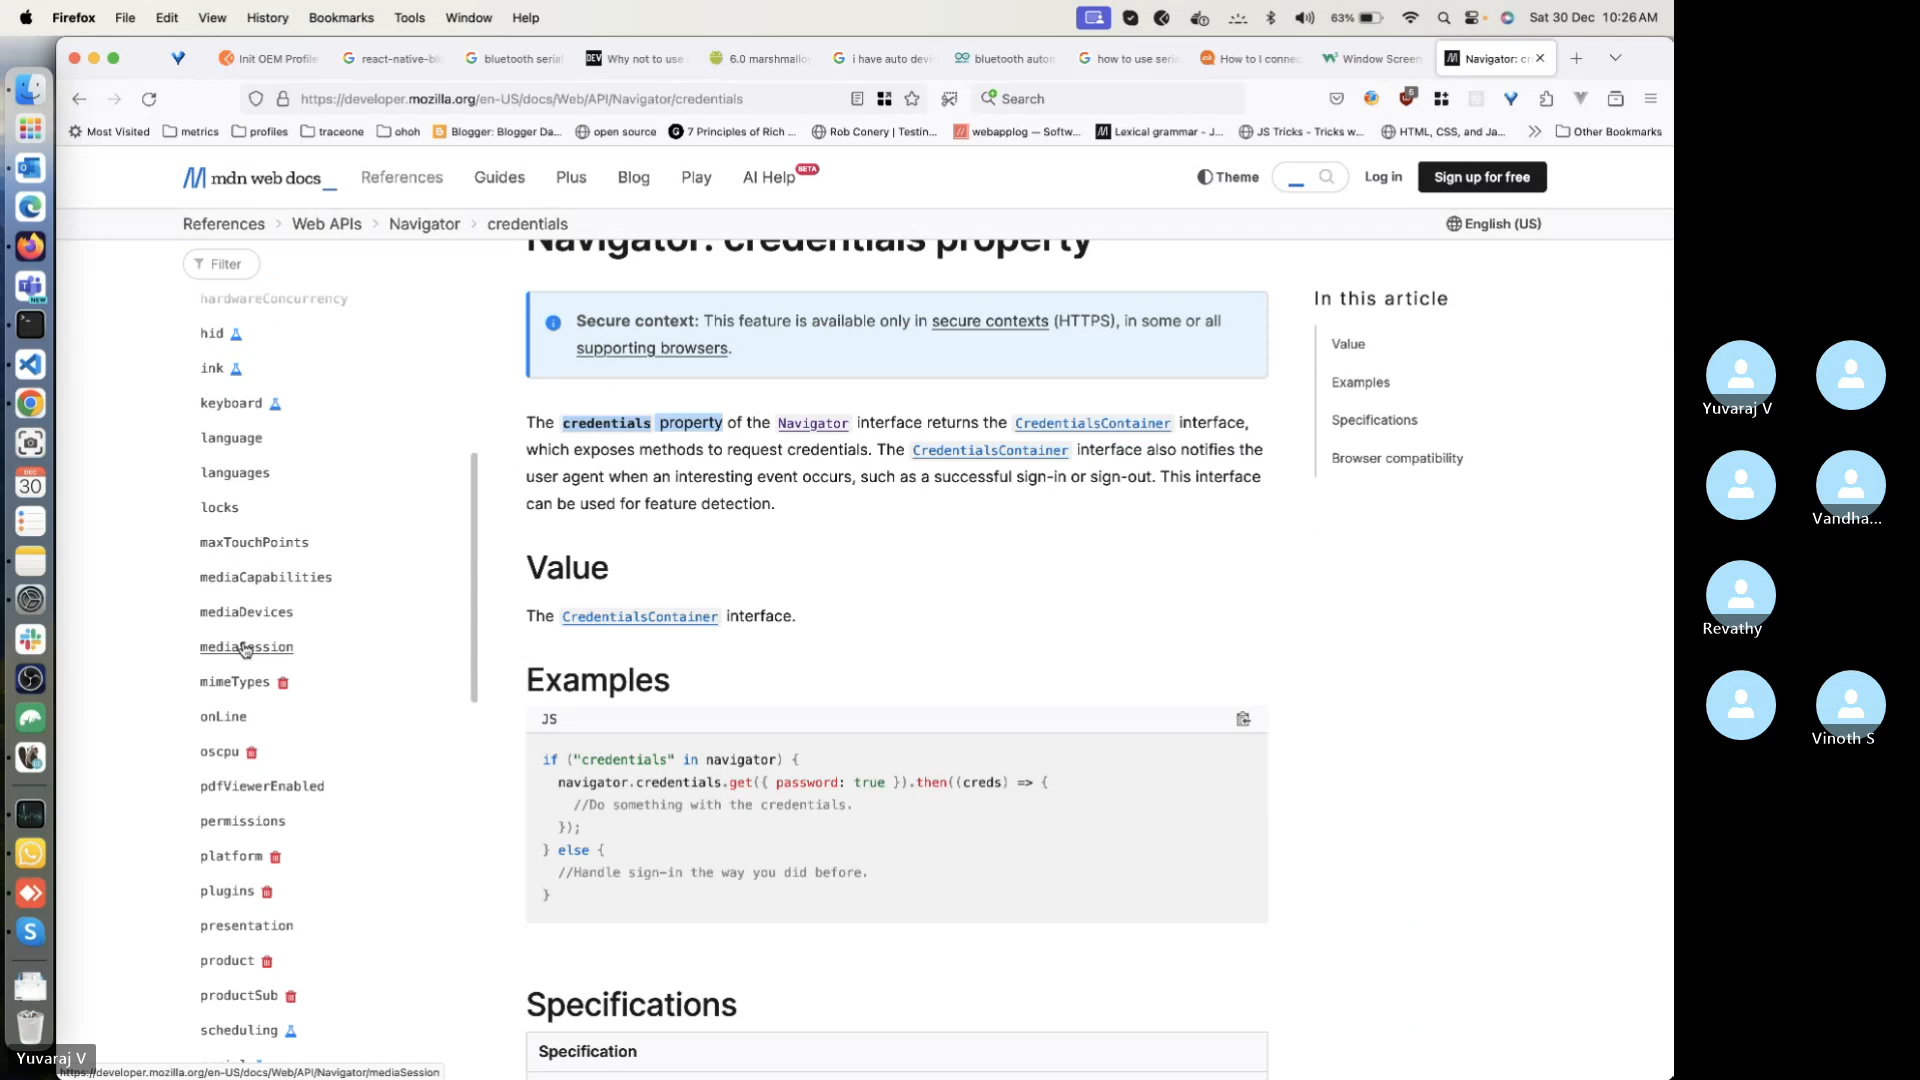 Firefox File Edit View History Bookmarks Tools Window Help 63% Sat 30 Dec 10:26AM
Init OEM Profile react-native-blu bluetooth serial DEV Why not to use 6.0 marshmallo i have auto devi bluetooth autom how to use seria How to I connec Window Screen Navigator: cr
https://developer.mozilla.org/en-US/docs/Web/API/Navigator/credentials Search 6
Most Visited metrics profiles traceone ohoh Blogger: Blogger Da... open source 7 Principles of Rich ... Rob Conery | Testin... webapplog — Softw... Lexical grammar - J... JS Tricks - Tricks w... HTML, CSS, and Ja... Other Bookmarks
mdn web docs_ References Guides Plus Blog Play AI Help BETA Theme Log in Sign up for free
References Web APIs Navigator credentials English (US)
Navigator: credentials property
Filter
hardwareConcurrency
hid
ink
keyboard
language
languages
locks
maxTouchPoints
mediaCapabilities
mediaDevices
mediaSession
mimeTypes
onLine
oscpu
pdfViewerEnabled
permissions
platform
plugins
presentation
product
productSub
scheduling
Secure context: This feature is available only in secure contexts (HTTPS), in some or all
supporting browsers.
The credentials property of the Navigator interface returns the CredentialsContainer interface,
which exposes methods to request credentials. The CredentialsContainer interface also notifies the
user agent when an interesting event occurs, such as a successful sign-in or sign-out. This interface
can be used for feature detection.
Value
The CredentialsContainer interface.
Examples
JS
if ("credentials" in navigator) {
navigator.credentials.get({ password: true }).then((creds) => {
//Do something with the credentials.
});
} else {
//Handle sign-in the way you did before.
}
Specifications
Specification
In this article
Value
Examples
Specifications
Browser compatibility
DEC
30
NEW
Yuvaraj V
https://developer.mozilla.org/en-US/docs/Web/API/Navigator/mediaSession
Yuvaraj V
Vandha...
Revathy
Vinoth S